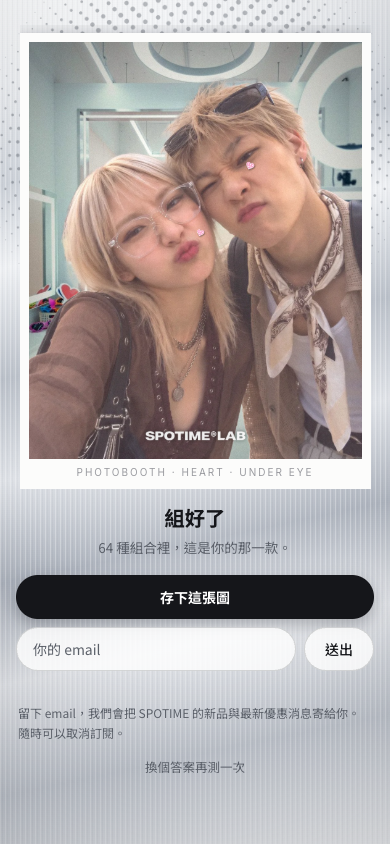 SPOTIME®LAB
PHOTOBOOTH · HEART · UNDER EYE
組好了
64 種組合裡，這是你的那一款。
存下這張圖
你的 email
送出
留下 email，我們會把 SPOTIME 的新品與最新優惠消息寄給你。
隨時可以取消訂閱。
換個答案再測一次